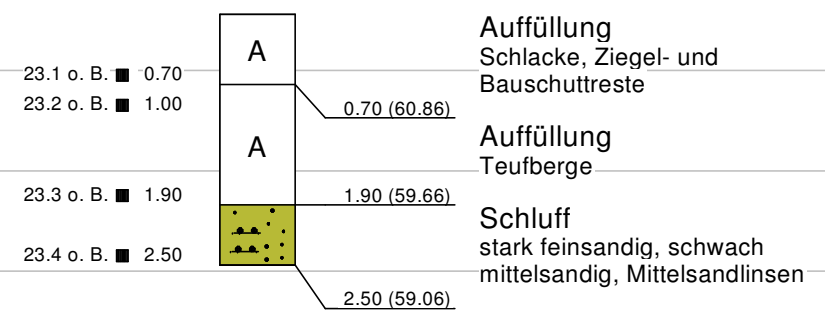 Auffüllung
Schlacke, Ziegel- und
Bauschuttreste
A
23.1 o. B. 0.70
23.2 o. B. 1.00
0.70 (60.86)
Auffüllung
Teufberge
A
23.3 o. B. 1.90
1.90 (59.66)
Schluff
stark feinsandig, schwach
mittelsandig, Mittelsandlinsen
23.4 o. B. 2.50
2.50 (59.06)